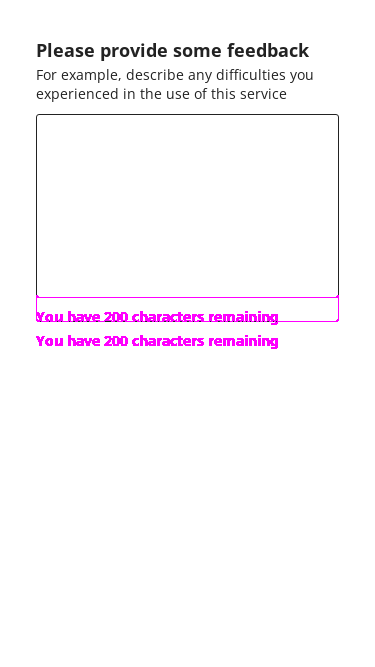 Please provide some feedback
For example, describe any difficulties you
experienced in the use of this service
You have 200 characters remaining
You have 200 characters remaining